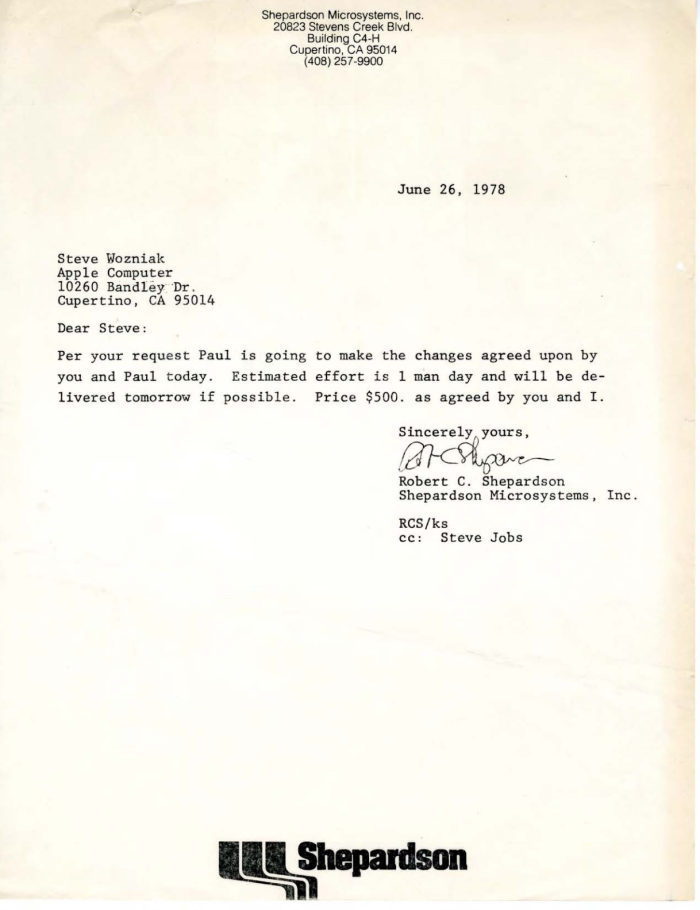 Shepardson Microsystems, Inc.
20823 Stevens Creek Blvd.
Building C4-H
Cupertino, CA 95014
(408) 257-9900
June 26, 1978
Steve Wozniak
Apple Computer
10260 Bandley Dr.
Cupertino, CA 95014
Dear Steve:
Per your request Paul is going to make the changes agreed upon by
you and Paul today. Estimated effort is 1 man day and will be de-
livered tomorrow if possible. Price $500. as agreed by you and I.
Sincerely yours,
Robert C. Shepardson
Shepardson Microsystems, Inc.
RCS/ks
cc: Steve Jobs
Shepardson